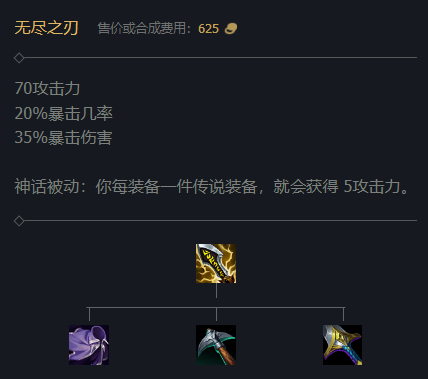 无尽之刃 售价或合成费用：625
70攻击力
20%暴击几率
35%暴击伤害
神话被动：你每装备一件传说装备，就会获得 5攻击力。